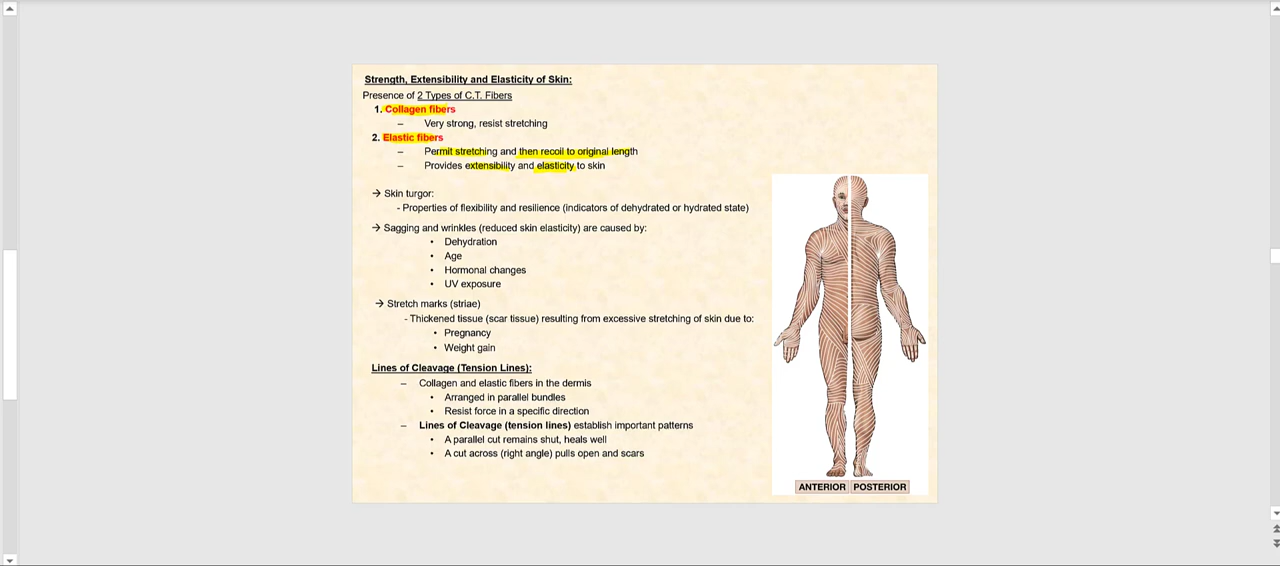 Strength, Extensibility and Elasticity of Skin:
Presence of 2 Types of C.T. Fibers
1. Collagen fibers
– Very strong, resist stretching
2. Elastic fibers
– Permit stretching and then recoil to original length
– Provides extensibility and elasticity to skin
→ Skin turgor:
- Properties of flexibility and resilience (indicators of dehydrated or hydrated state)
→ Sagging and wrinkles (reduced skin elasticity) are caused by:
• Dehydration
• Age
• Hormonal changes
• UV exposure
→ Stretch marks (striae)
- Thickened tissue (scar tissue) resulting from excessive stretching of skin due to:
• Pregnancy
• Weight gain
Lines of Cleavage (Tension Lines):
– Collagen and elastic fibers in the dermis
• Arranged in parallel bundles
• Resist force in a specific direction
– Lines of Cleavage (tension lines) establish important patterns
• A parallel cut remains shut, heals well
• A cut across (right angle) pulls open and scars
ANTERIOR POSTERIOR